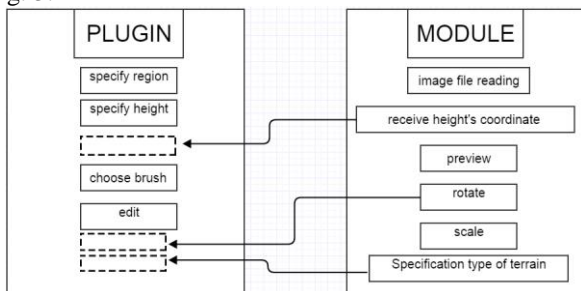 PLUGIN
specify region
specify height
choose brush
edit
MODULE
image file reading
receive height's coordinate
preview
rotate
scale
Specification type of terrain